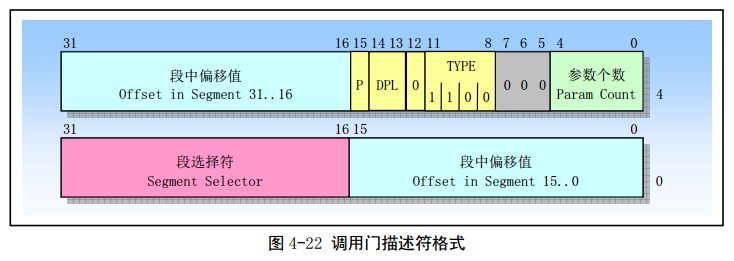 31 16 15 14 13 12 11 8 7 6 5 4 0
段中偏移值
Offset in Segment 31..16
P
DPL
0
TYPE
1 1 0 0
0 0 0
参数个数
Param Count
4
31 16 15 0
段选择符
Segment Selector
段中偏移值
Offset in Segment 15..0
0
图 4-22 调用门描述符格式